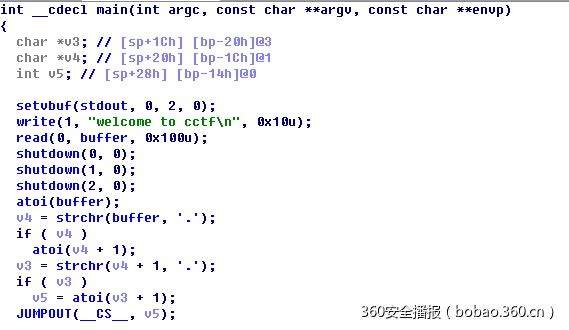 int __cdecl main(int argc, const char **argv, const char **envp)
{
  char *v3; // [sp+1Ch] [bp-20h]@3
  char *v4; // [sp+20h] [bp-1Ch]@1
  int v5; // [sp+28h] [bp-14h]@0

  setvbuf(stdout, 0, 2, 0);
  write(1, "welcome to cctf\n", 0x10u);
  read(0, buffer, 0x100u);
  shutdown(0, 0);
  shutdown(1, 0);
  shutdown(2, 0);
  atoi(buffer);
  v4 = strchr(buffer, '.');
  if ( v4 )
    atoi(v4 + 1);
  v3 = strchr(v4 + 1, '.');
  if ( v3 )
    v5 = atoi(v3 + 1);
  JUMPOUT(__CS__, v5);
360安全播报（bobao.360.cn）